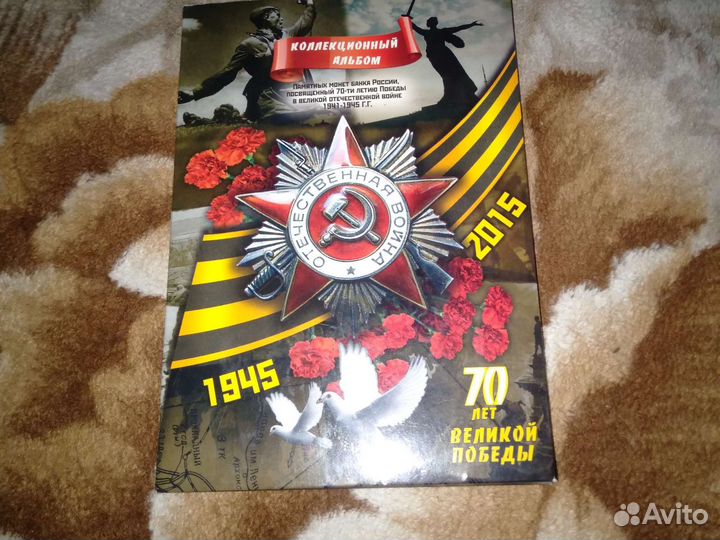 КОЛЛЕКЦИОННЫЙ
АЛЬБОМ
ПАМЯТНЫХ МОНЕТ БАНКА РОССИИ,
ПОСВЯЩЕННЫЙ 70-ТИ ЛЕТИЮ ПОБЕДЫ
В ВЕЛИКОЙ ОТЕЧЕСТВЕННОЙ ВОЙНЕ
1941-1945 Г.Г.
ОТЕЧЕСТВЕННАЯ ВОЙНА
2015
1945
70
ЛЕТ
ВЕЛИКОЙ
ПОБЕДЫ
Avito